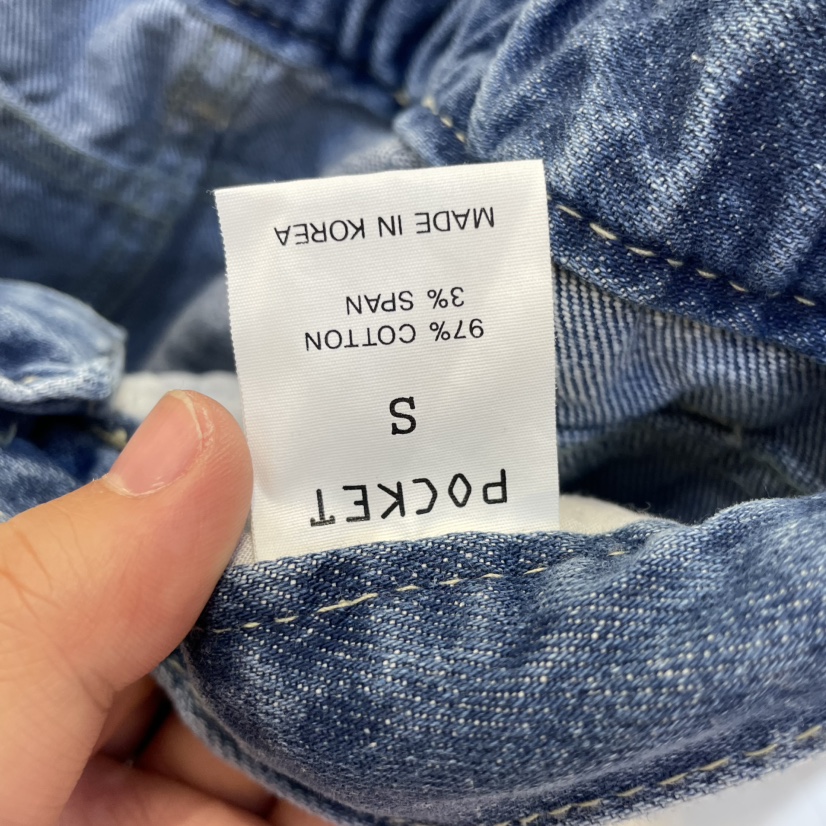 POCKET
S
97% COTTON
3% SPAN
MADE IN KOREA